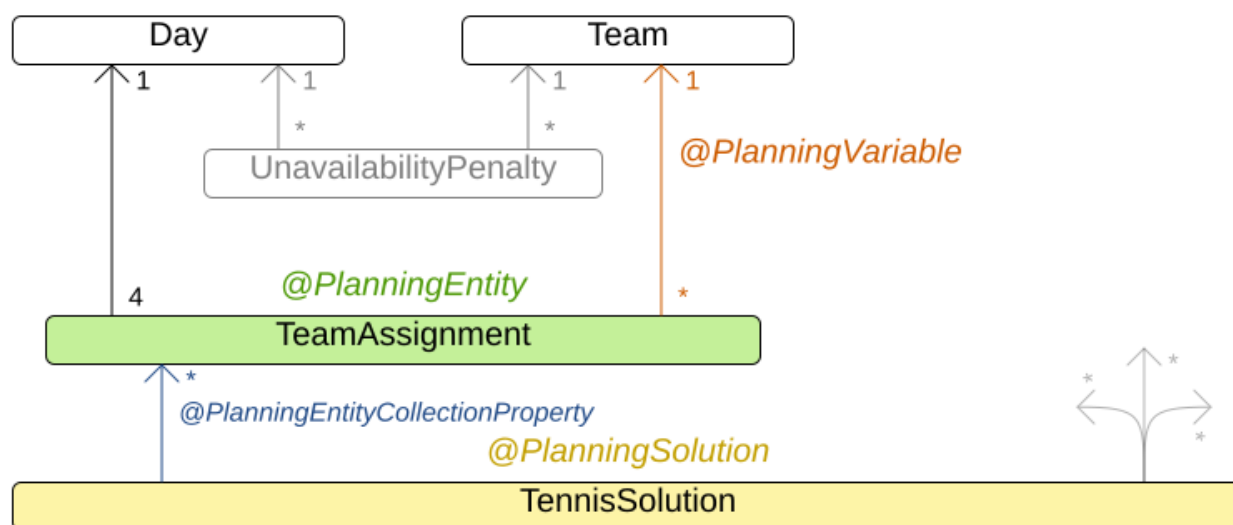 Day
Team
1
1
1
1
*
*
UnavailabilityPenalty
@PlanningVariable
@PlanningEntity
4
*
TeamAssignment
*
@PlanningEntityCollectionProperty
*
*
*
@PlanningSolution
TennisSolution